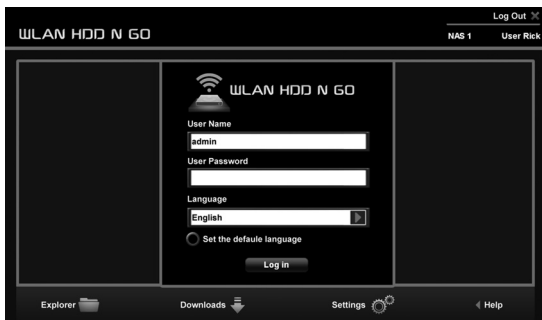 Log Out
WLAN HDD N GO
NAS 1 User Rick
WLAN HDD N GO
User Name
admin
User Password
Language
English
Set the defaule language
Log in
Explorer Downloads Settings Help